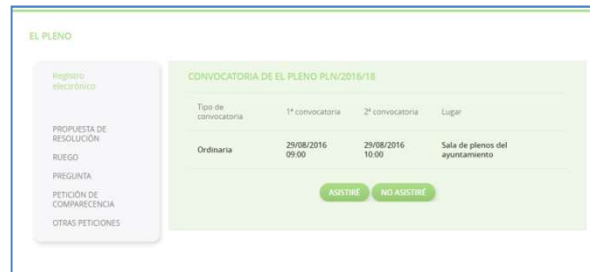 EL PLENO
Registro
electrónico
PROPUESTA DE
RESOLUCIÓN
RUEGO
PREGUNTA
PETICIÓN DE
COMPARECENCIA
OTRAS PETICIONES
CONVOCATORIA DE EL PLENO PLN/2016/18
Tipo de
convocatoria
1ª convocatoria
2ª convocatoria
Lugar
Ordinaria
29/08/2016
09:00
29/08/2016
10:00
Sala de plenos del
ayuntamiento
ASISTIRÉ
NO ASISTIRÉ